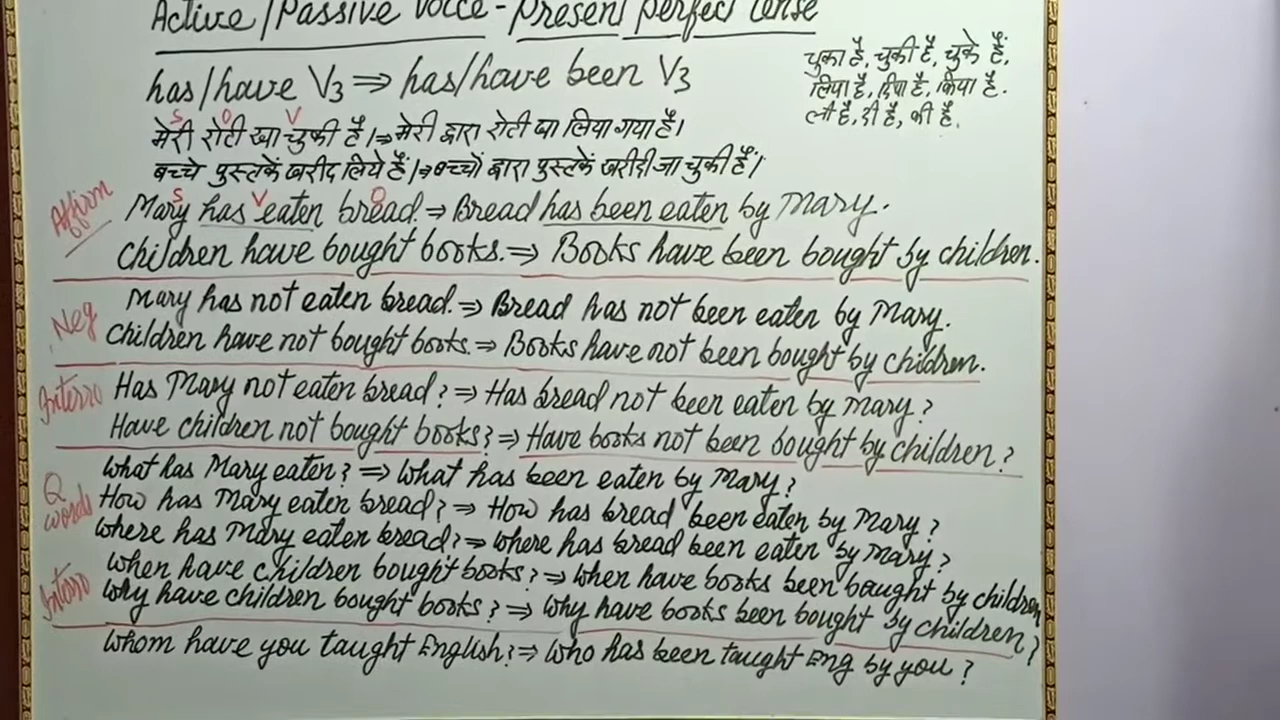 Active/Passive Voice - Present perfect tense
has/have V3 ⇒ has/have been V3
चुका है, चुकी है, चुके हैं,
लिया है, दिया है, किया है.
ली है, दी है, की है.
S O V
मेरी रोटी खा चुकी है। ⇒ मेरी द्वारा रोटी खा लिया गया है।
बच्चे पुस्तकें खरीद लिये हैं। ⇒ बच्चों द्वारा पुस्तकें खरीदी जा चुकी हैं।
S V O
Affirm Mary has eaten bread. ⇒ Bread has been eaten by Mary.
Children have bought books. ⇒ Books have been bought by children.
Neg Mary has not eaten bread. ⇒ Bread has not been eaten by Mary.
Children have not bought books. ⇒ Books have not been bought by children.
Interro Has Mary not eaten bread? ⇒ Has bread not been eaten by Mary?
Have children not bought books? ⇒ Have books not been bought by children?
What has Mary eaten? ⇒ What has been eaten by Mary?
Q words How has Mary eaten bread? ⇒ How has bread been eaten by Mary?
Where has Mary eaten bread? ⇒ Where has bread been eaten by Mary?
When have children bought books? ⇒ When have books been bought by children
Interro Why have children bought books? ⇒ Why have books been bought by children?
Whom have you taught English? ⇒ Who has been taught Eng by you?